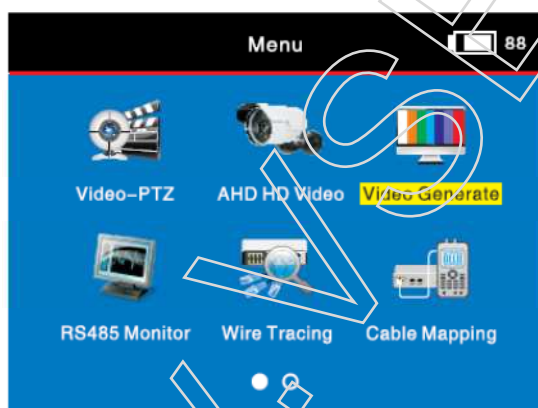 Menu
88
Video-PTZ
AHD HD Video
Video Generate
RS485 Monitor
Wire Tracing
Cable Mapping